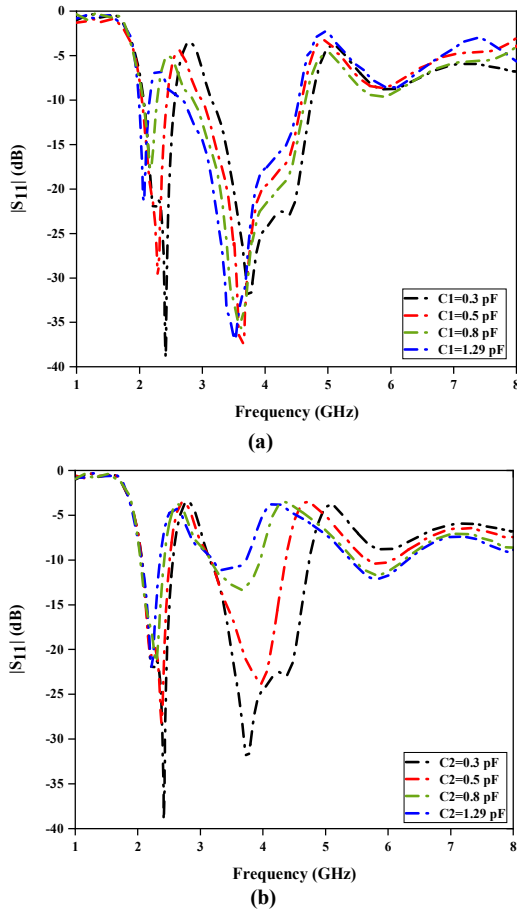 0
-5
-10
-15
-20
-25
-30
-35
-40
|S11| (dB)
C1=0.3 pF
C1=0.5 pF
C1=0.8 pF
C1=1.29 pF
1 2 3 4 5 6 7 8
Frequency (GHz)
(a)
0
-5
-10
-15
-20
-25
-30
-35
-40
|S11| (dB)
C2=0.3 pF
C2=0.5 pF
C2=0.8 pF
C2=1.29 pF
1 2 3 4 5 6 7 8
Frequency (GHz)
(b)